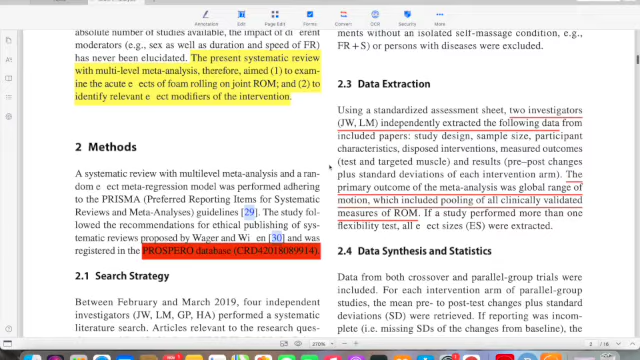 Annotation
Edit
Page Edit
Forms
Convert
OCR
Security
More
absolute number of studies available, the impact of di erent
moderators (e.g., sex as well as duration and speed of FR)
has never been elucidated. The present systematic review
with multi-level meta-analysis, therefore, aimed (1) to exam-
ine the acute e ects of foam rolling on joint ROM; and (2) to
identify relevant e ect modifiers of the intervention.
2 Methods
A systematic review with multilevel meta-analysis and a ran-
dom e ect meta-regression model was performed adhering
to the PRISMA (Preferred Reporting Items for Systematic
Reviews and Meta-Analyses) guidelines [29]. The study fol-
lowed the recommendations for ethical publishing of sys-
tematic reviews proposed by Wager and Wi en [30] and was
registered in the PROSPERO database (CRD42018089914).
2.1 Search Strategy
Between February and March 2019, four independent
investigators (JW, LM, GP, HA) performed a systematic
literature search. Articles relevant to the research ques-
ments without an isolated self-massage condition, e.g.,
FR + S) or persons with diseases were excluded.
2.3 Data Extraction
Using a standardized assessment sheet, two investigators
(JW, LM) independently extracted the following data from
included papers: study design, sample size, participant
characteristics, disposed interventions, measured outcomes
(test and targeted muscle) and results (pre-post changes
plus standard deviations of each intervention arm). The
primary outcome of the meta-analysis was global range of
motion, which included pooling of all clinically validated
measures of ROM. If a study performed more than one
flexibility test, all e ect sizes (ES) were extracted.
2.4 Data Synthesis and Statistics
Data from both crossover and parallel-group trials were
included. For each intervention arm of parallel-group
studies, the mean pre- to post-test changes plus standard
deviations (SD) were retrieved. If reporting was incom-
plete (i.e. missing SDs of the changes from baseline), the
270%
2 / 16